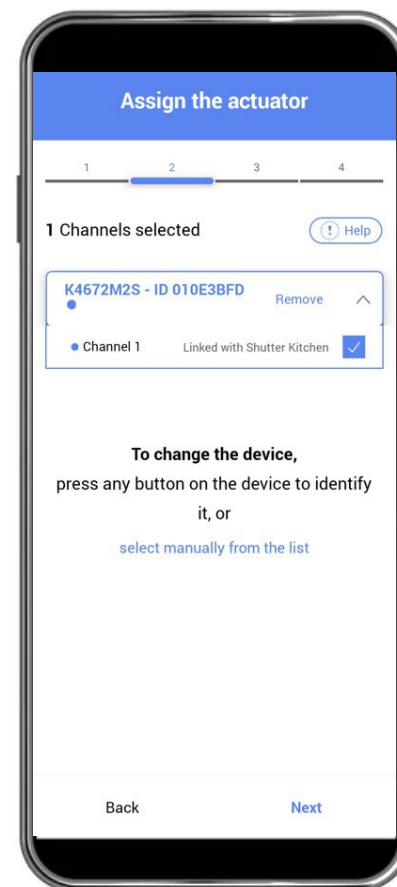 Assign the actuator
1 2 3 4
1 Channels selected
! Help
K4672M2S - ID 010E3BFD
Remove
Channel 1 Linked with Shutter Kitchen
To change the device,
press any button on the device to identify
it, or
select manually from the list
Back Next